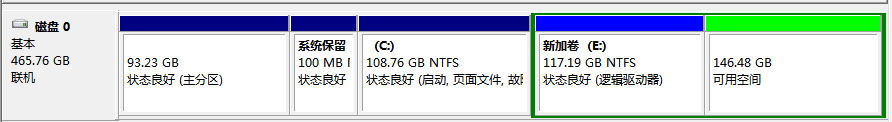 磁盘 0
基本
465.76 GB
联机
93.23 GB
状态良好 (主分区)
系统保留
100 MB
状态良好
(C:)
108.76 GB NTFS
状态良好 (启动, 页面文件, 故
新加卷 (E:)
117.19 GB NTFS
状态良好 (逻辑驱动器)
146.48 GB
可用空间